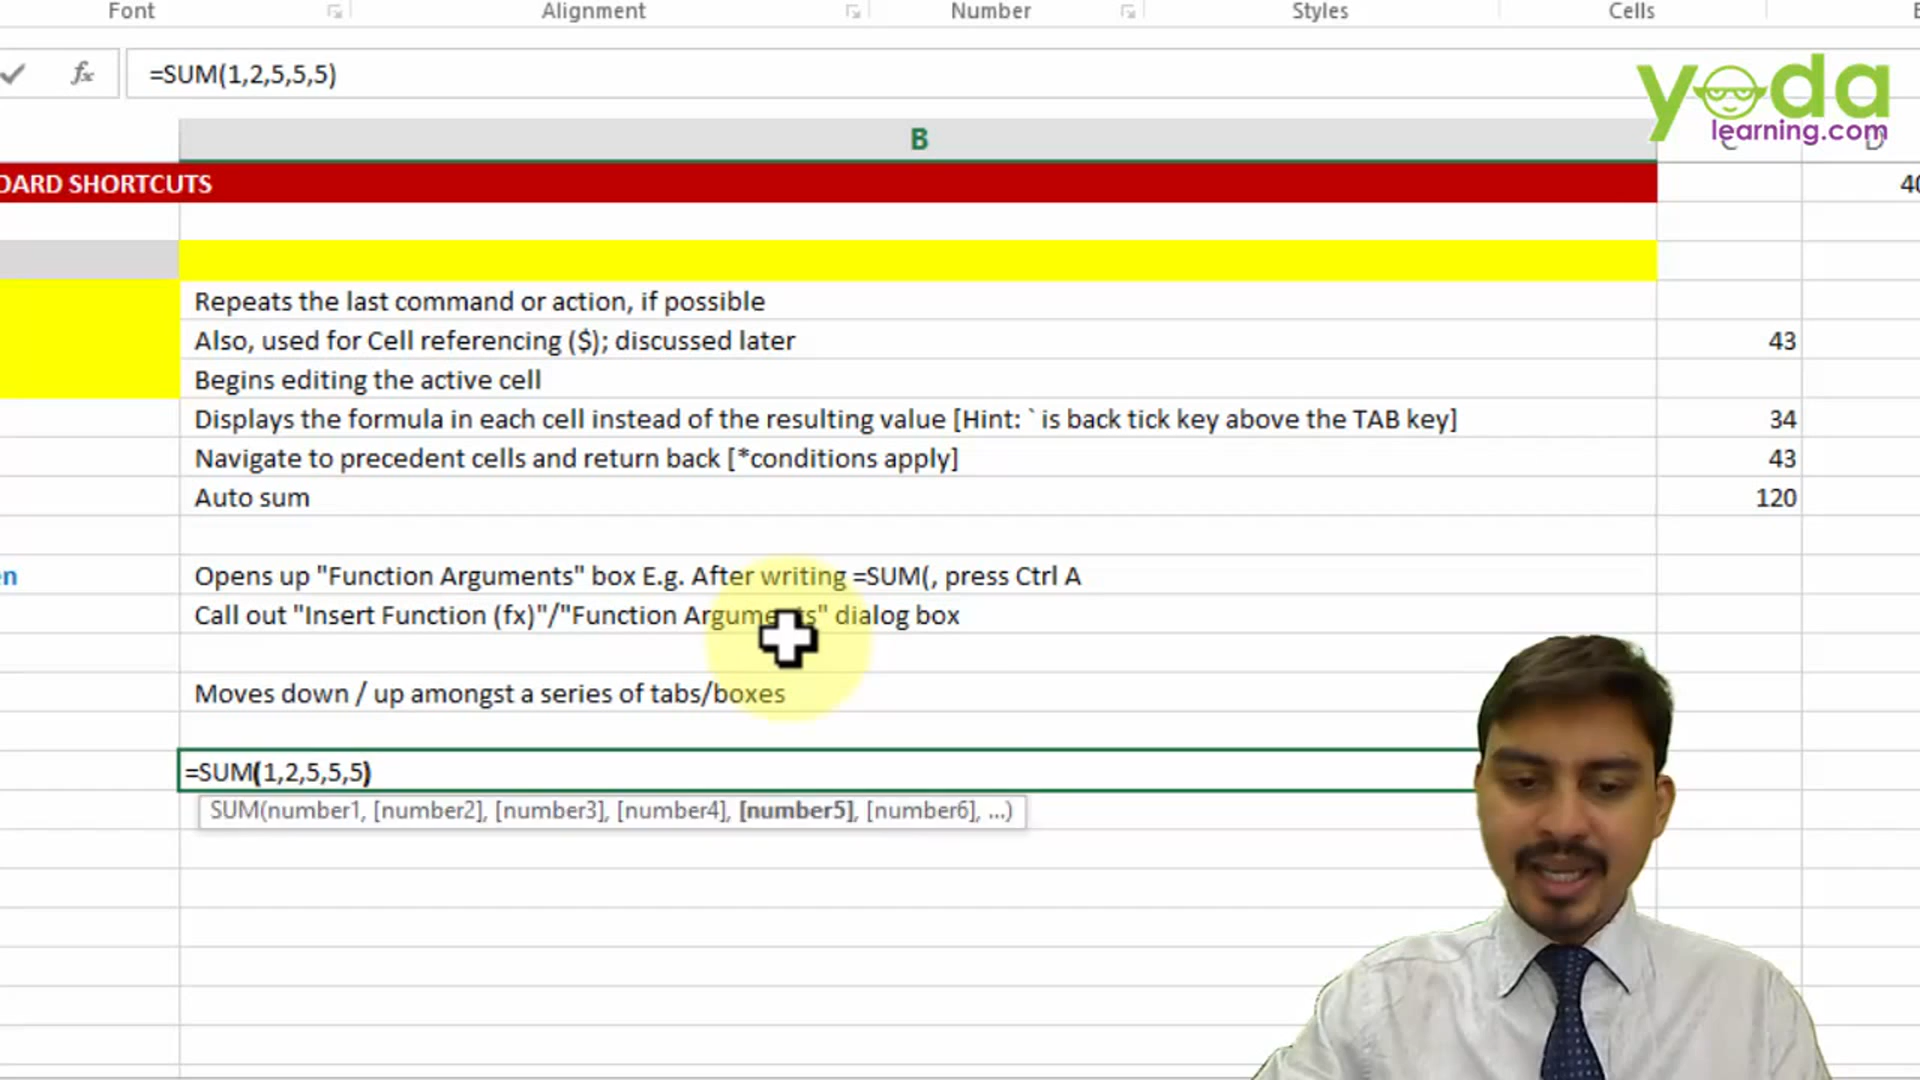 Font Alignment Number Styles Cells
fx =SUM(1,2,5,5,5)
yoda
learning.com
B C D
OARD SHORTCUTS 40
Repeats the last command or action, if possible
Also, used for Cell referencing ($); discussed later 43
Begins editing the active cell
Displays the formula in each cell instead of the resulting value [Hint: ` is back tick key above the TAB key] 34
Navigate to precedent cells and return back [*conditions apply] 43
Auto sum 120
en Opens up "Function Arguments" box E.g. After writing =SUM(, press Ctrl A
Call out "Insert Function (fx)"/"Function Arguments" dialog box
Moves down / up amongst a series of tabs/boxes
=SUM(1,2,5,5,5)
SUM(number1, [number2], [number3], [number4], [number5], [number6], ...)